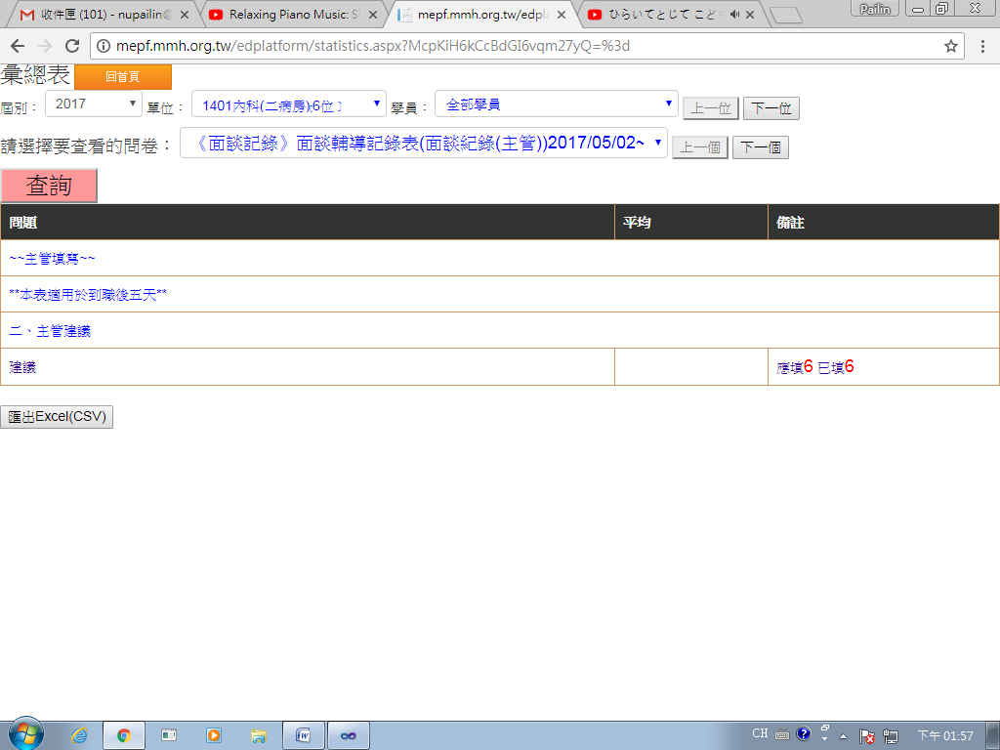 收件匣 (101) - nupailin@
Relaxing Piano Music: S
mepf.mmh.org.tw/edpla
ひらいてとじて こど
Pailin
mepf.mmh.org.tw/edplatform/statistics.aspx?McpKiH6kCcBdGI6vqm27yQ=%3d
彙總表 回首頁
屆別： 2017 單位： 1401內科(二病房);6位〕 學員： 全部學員 上一位 下一位
請選擇要查看的問卷： 《面談記錄》面談輔導記錄表(面談紀錄(主管))2017/05/02~ 上一個 下一個
查詢
問題 平均 備註
~~主管填寫~~
**本表適用於到職後五天**
二、主管建議
建議 應填6 已填6
匯出Excel(CSV)
CH 下午 01:57